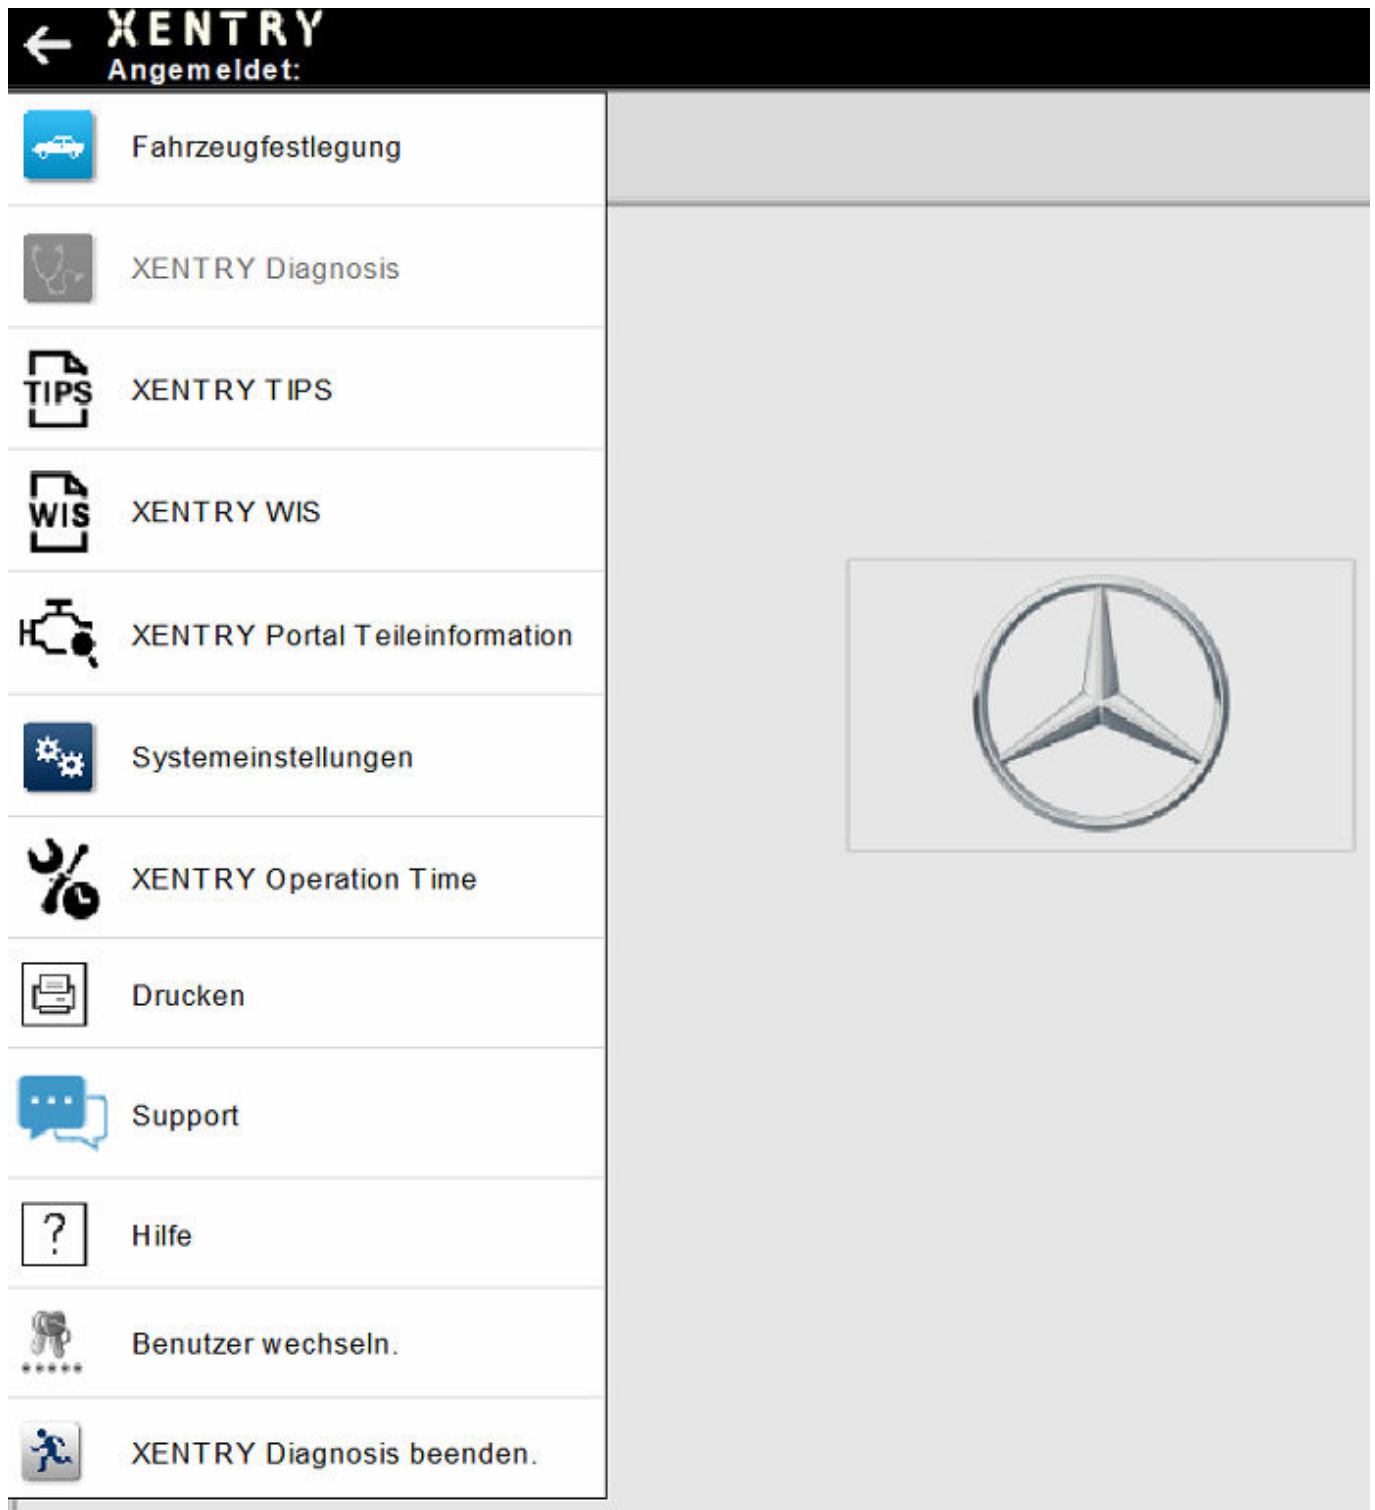 XENTRY
Angemeldet:
Fahrzeugfestlegung
XENTRY Diagnosis
TIPS
XENTRY TIPS
WIS
XENTRY WIS
XENTRY Portal Teileinformation
Systemeinstellungen
XENTRY Operation Time
Drucken
Support
?
Hilfe
Benutzer wechseln.
XENTRY Diagnosis beenden.